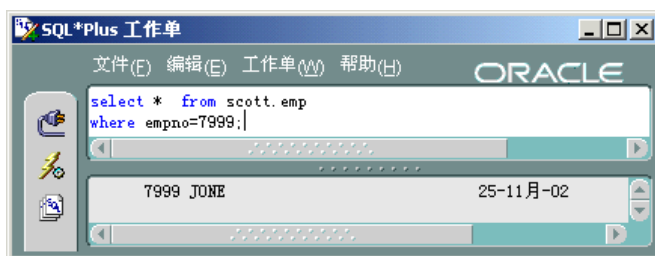 SQL*Plus 工作单
文件(F) 编辑(E) 工作单(W) 帮助(H) ORACLE
select * from scott.emp
where empno=7999;
7999 JONE 25-11月-02